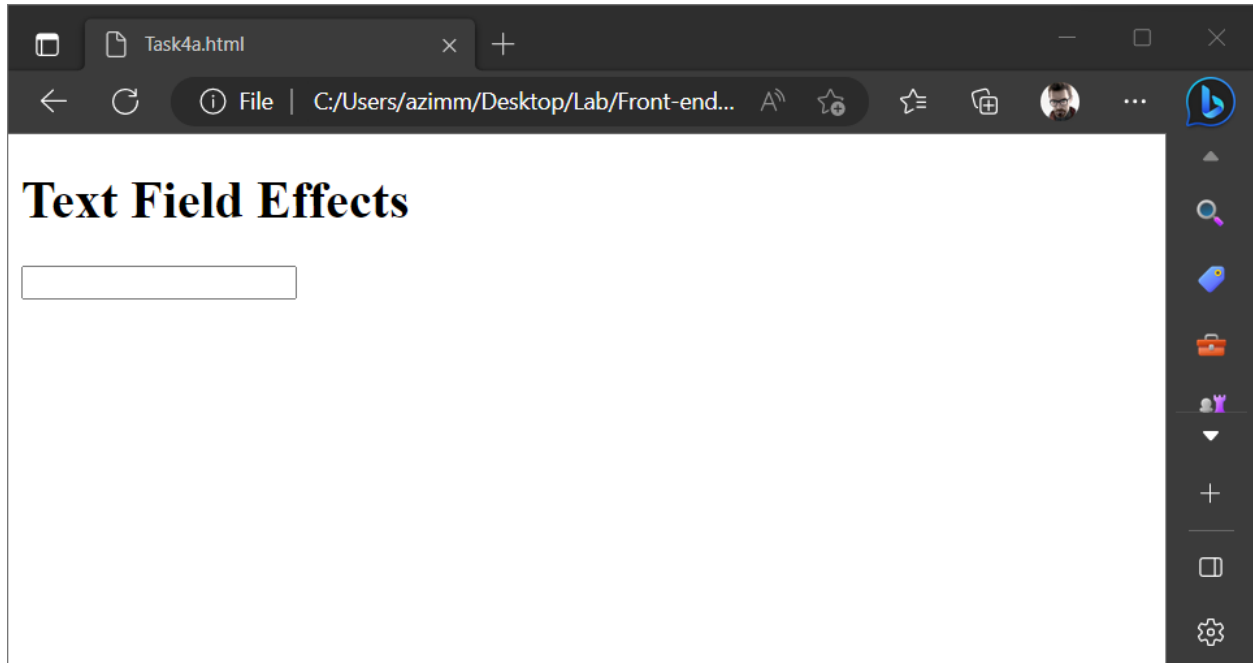 Task4a.html
File C:/Users/azimm/Desktop/Lab/Front-end...
Text Field Effects